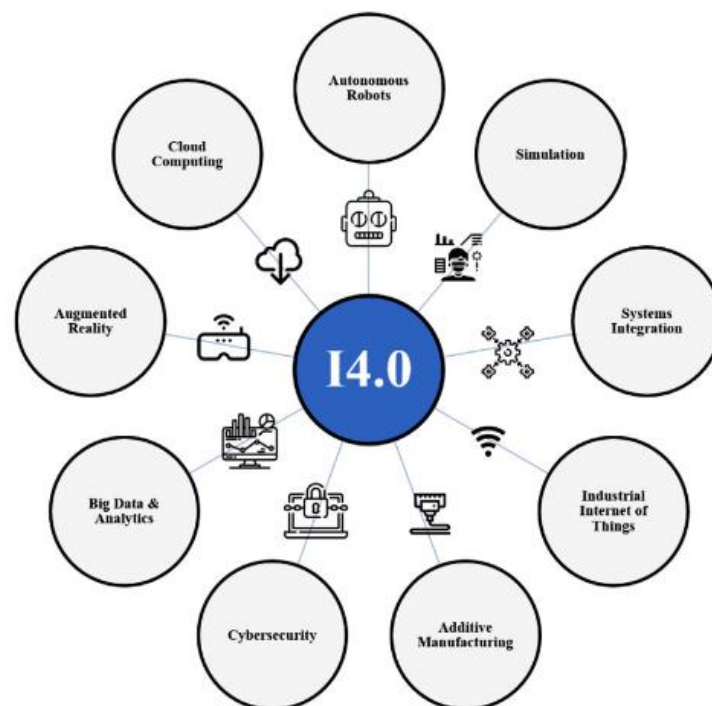 Autonomous
Robots
Cloud
Computing
Simulation
Augmented
Reality
Systems
Integration
I4.0
Big Data &
Analytics
Industrial
Internet of
Things
Cybersecurity
Additive
Manufacturing